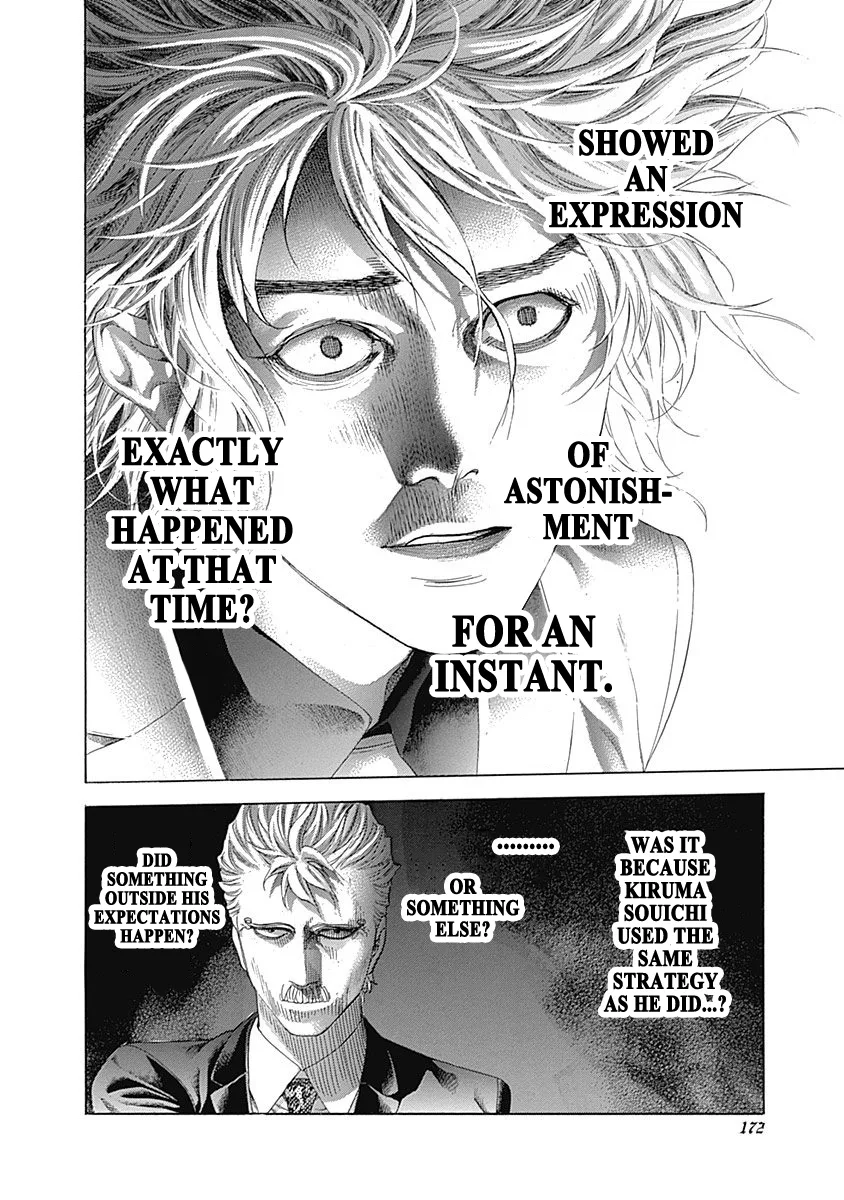 SHOWED
AN
EXPRESSION
OF
ASTONISH-
MENT
FOR AN
INSTANT.
EXACTLY
WHAT
HAPPENED
AT THAT
TIME?
WAS IT
BECAUSE
KIRUMA
SOUICHI
USED THE
SAME
STRATEGY
AS HE DID...?
.........
OR
SOMETHING
ELSE?
DID
SOMETHING
OUTSIDE HIS
EXPECTATIONS
HAPPEN?
172